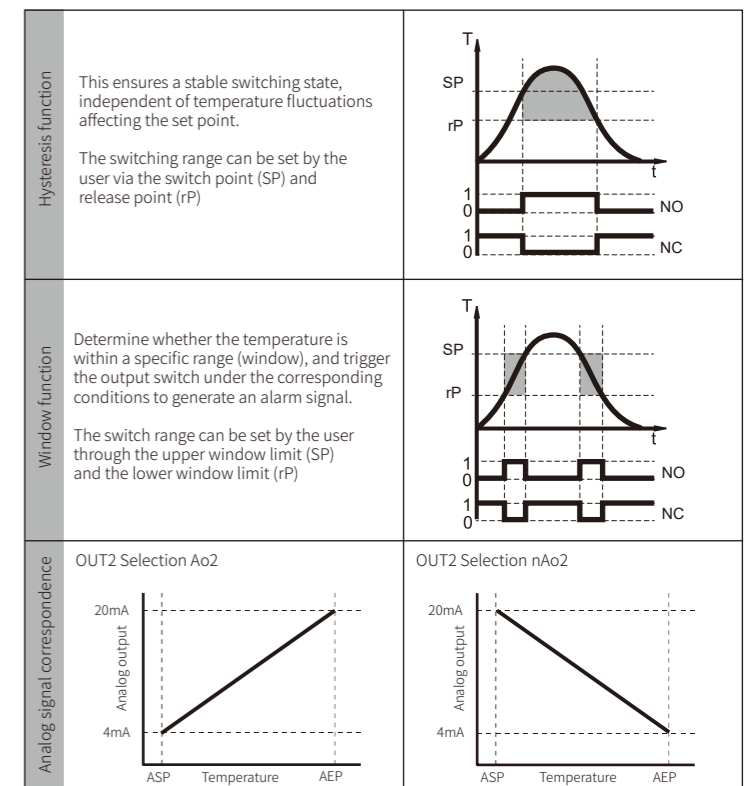 Hysteresis function
This ensures a stable switching state,
independent of temperature fluctuations
affecting the set point.
The switching range can be set by the
user via the switch point (SP) and
release point (rP)
T
SP
rP
t
1
0
NO
1
0
NC
Window function
Determine whether the temperature is
within a specific range (window), and trigger
the output switch under the corresponding
conditions to generate an alarm signal.
The switch range can be set by the user
through the upper window limit (SP)
and the lower window limit (rP)
T
SP
rP
t
1
0
NO
1
0
NC
Analog signal correspondence
OUT2 Selection Ao2
20mA
Analog output
4mA
ASP Temperature AEP
OUT2 Selection nAo2
20mA
Analog output
4mA
ASP Temperature AEP